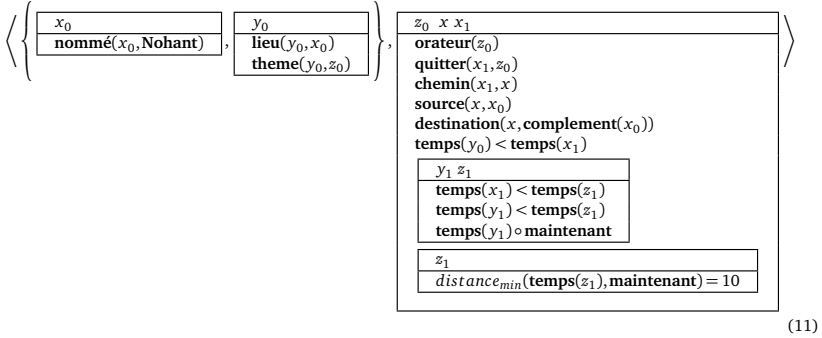 x₀ y₀ z₀ x x₁
nommé(x₀,Nohant) , lieu(y₀,x₀) , orateur(z₀)
theme(y₀,z₀) quitter(x₁,z₀)
chemin(x₁,x)
source(x,x₀)
destination(x,complement(x₀))
temps(y₀)<temps(x₁)
y₁ z₁
temps(x₁)<temps(z₁)
temps(y₁)<temps(z₁)
temps(y₁)∘maintenant
z₁
distanceₘᵢₙ(temps(z₁),maintenant)=10
(11)